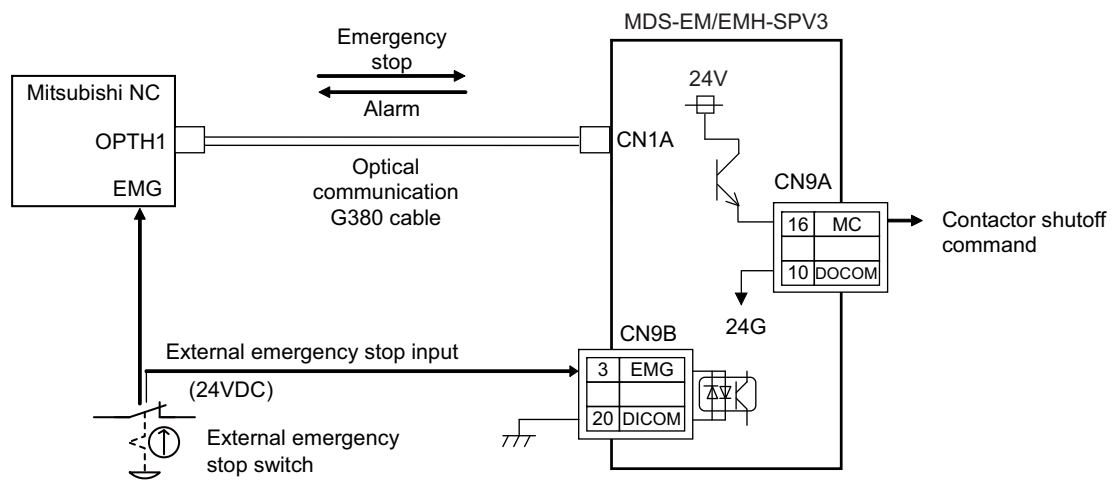 MDS-EM/EMH-SPV3
Emergency
stop
Alarm
Mitsubishi NC
OPTH1
EMG
CN1A
Optical
communication
G380 cable
24V
CN9A
16 MC
10 DOCOM
Contactor shutoff
command
24G
CN9B
External emergency stop input
(24VDC)
3 EMG
20 DICOM
External emergency
stop switch